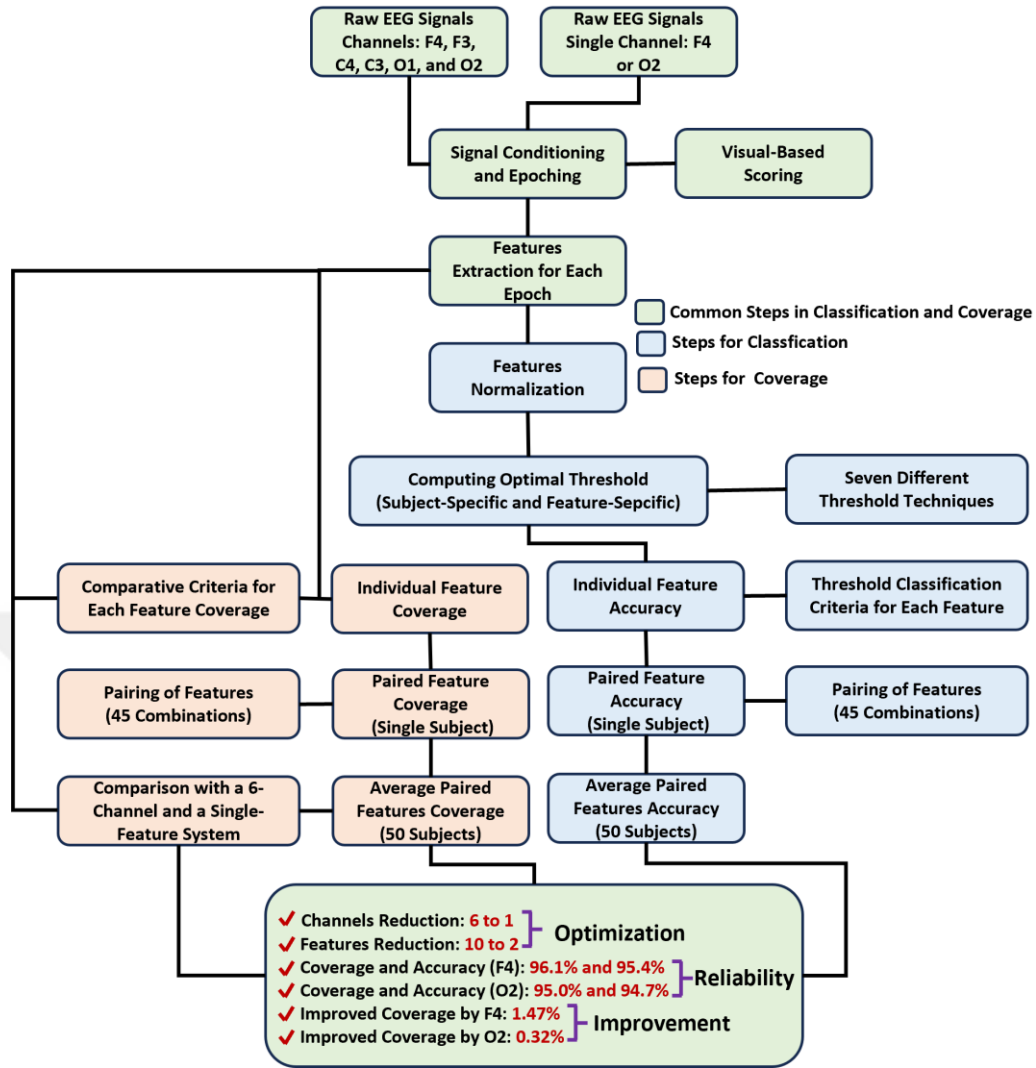 Raw EEG Signals
Channels: F4, F3,
C4, C3, O1, and O2
Raw EEG Signals
Single Channel: F4
or O2
Signal Conditioning
and Epoching
Visual-Based
Scoring
Features
Extraction for Each
Epoch
Common Steps in Classification and Coverage
Steps for Classfication
Steps for Coverage
Features
Normalization
Computing Optimal Threshold
(Subject-Specific and Feature-Sepcific)
Seven Different
Threshold Techniques
Comparative Criteria for
Each Feature Coverage
Individual Feature
Coverage
Individual Feature
Accuracy
Threshold Classification
Criteria for Each Feature
Pairing of Features
(45 Combinations)
Paired Feature
Coverage
(Single Subject)
Paired Feature
Accuracy
(Single Subject)
Pairing of Features
(45 Combinations)
Comparison with a 6-
Channel and a Single-
Feature System
Average Paired
Features Coverage
(50 Subjects)
Average Paired
Features Accuracy
(50 Subjects)
Channels Reduction: 6 to 1
Features Reduction: 10 to 2
Optimization
Coverage and Accuracy (F4): 96.1% and 95.4%
Coverage and Accuracy (O2): 95.0% and 94.7%
Reliability
Improved Coverage by F4: 1.47%
Improved Coverage by O2: 0.32%
Improvement